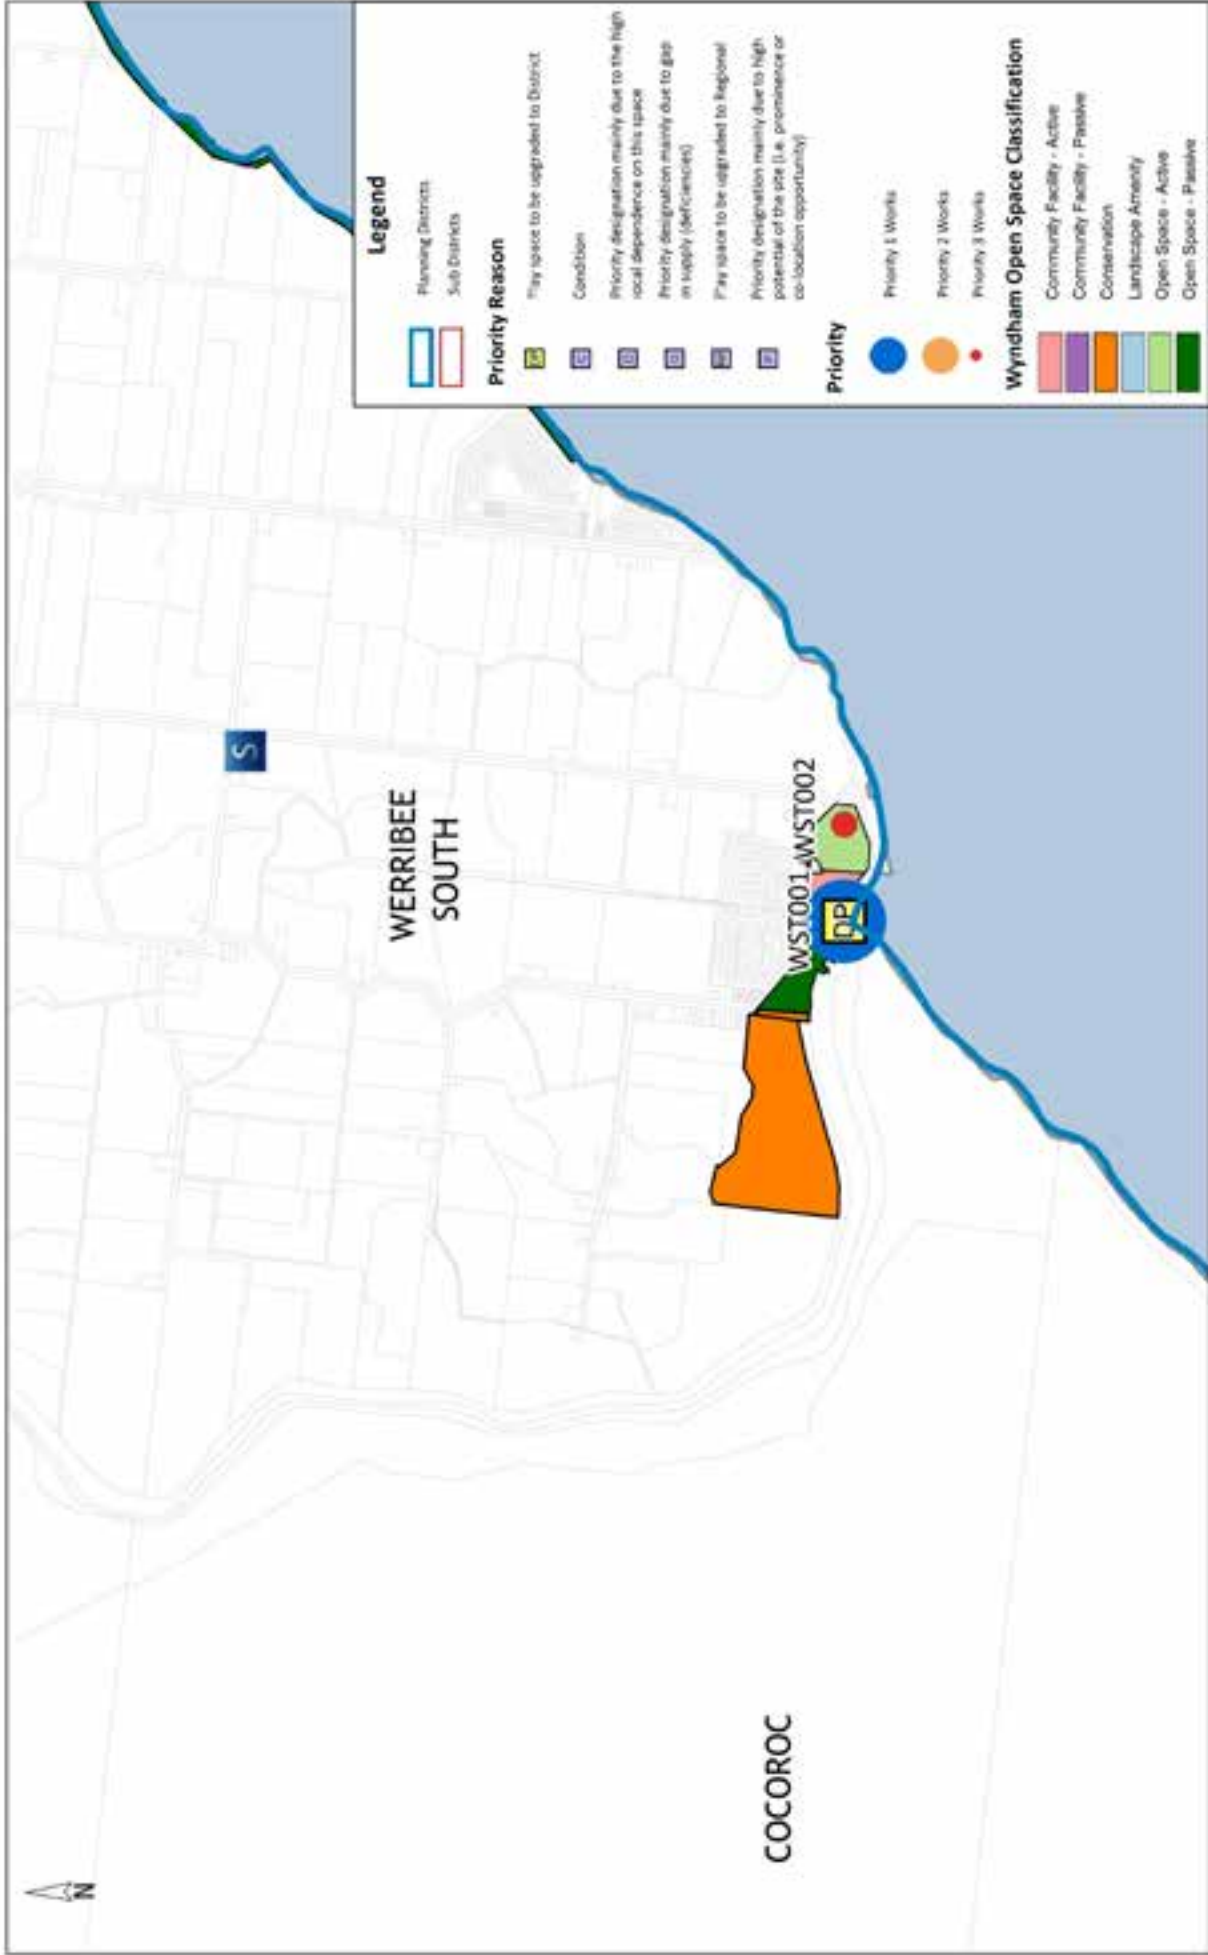 N
S
WERRIBEE
SOUTH
WST001
WST002
DP
COCOROC
Legend
Planning Districts
Sub Districts
Priority Reason
Play space to be upgraded to District
Condition
Priority designation mainly due to the high
local dependence on this space
Priority designation mainly due to gap
in supply (deficiencies)
Play space to be upgraded to Regional
Priority designation mainly due to high
potential of the site (i.e. prominence or
co-location opportunity)
Priority
Priority 1 Works
Priority 2 Works
Priority 3 Works
Wyndham Open Space Classification
Community Facility - Active
Community Facility - Passive
Conservation
Landscape Amenity
Open Space - Active
Open Space - Passive